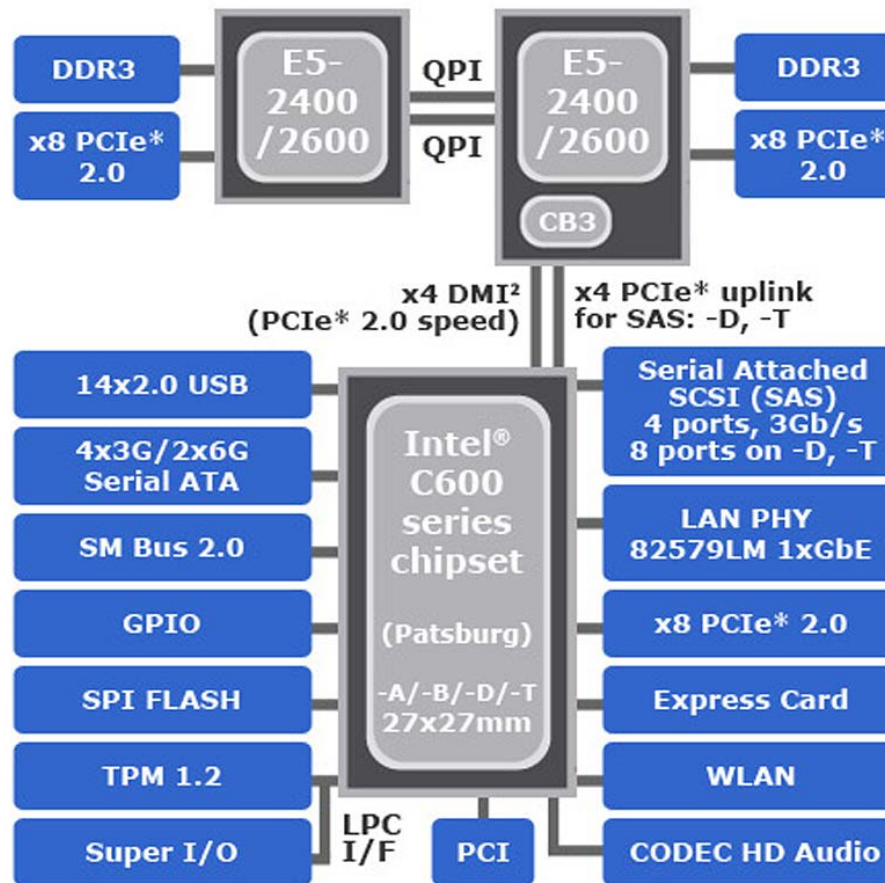 DDR3
x8 PCIe*
2.0
E5-
2400
/2600
QPI
QPI
E5-
2400
/2600
CB3
DDR3
x8 PCIe*
2.0
x4 DMI²
(PCIe* 2.0 speed)
x4 PCIe* uplink
for SAS: -D, -T
14x2.0 USB
4x3G/2x6G
Serial ATA
SM Bus 2.0
GPIO
SPI FLASH
TPM 1.2
Super I/O
LPC
I/F
Intel®
C600
series
chipset
(Patsburg)
-A/-B/-D/-T
27x27mm
PCI
Serial Attached
SCSI (SAS)
4 ports, 3Gb/s
8 ports on -D, -T
LAN PHY
82579LM 1xGbE
x8 PCIe* 2.0
Express Card
WLAN
CODEC HD Audio